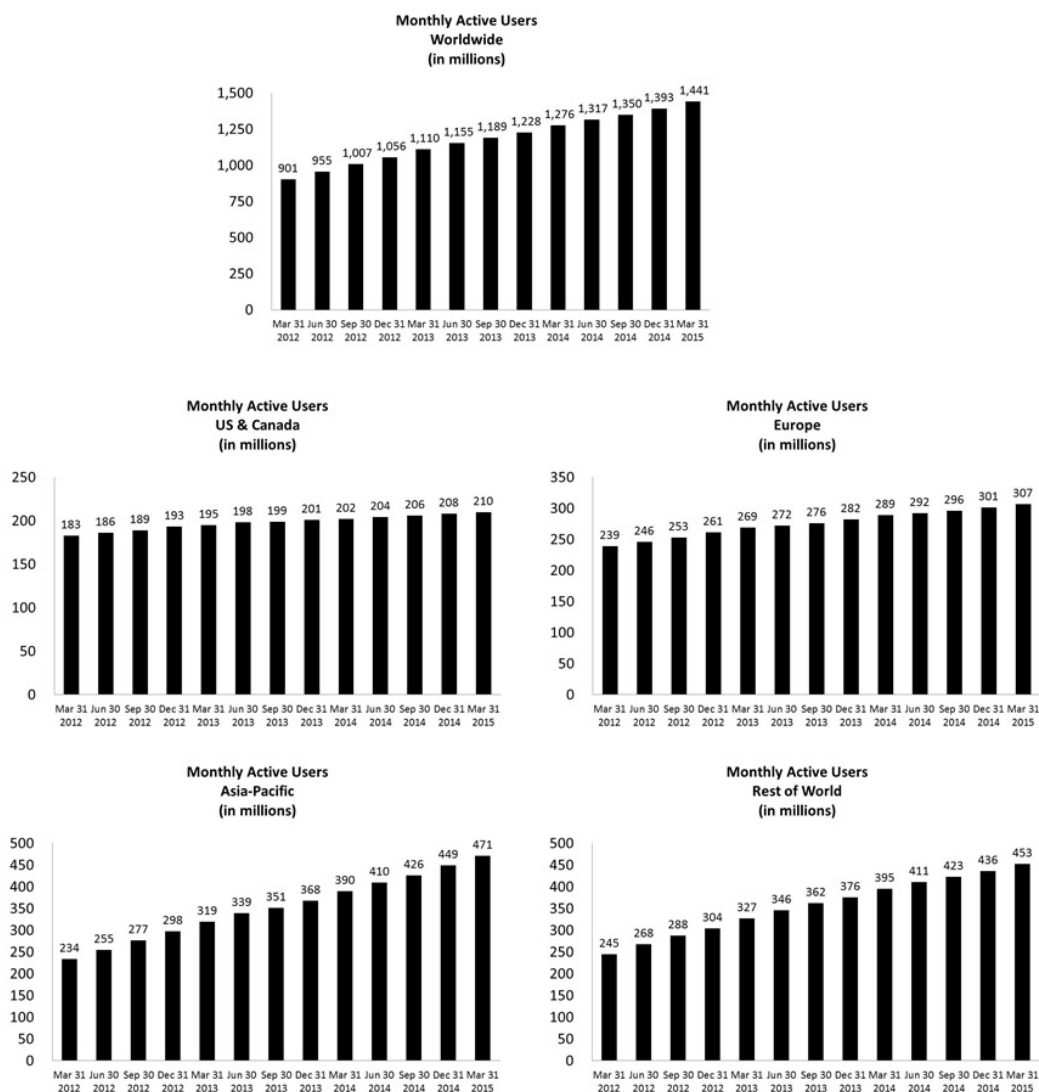 Monthly Active Users
Worldwide
(in millions)
1,500
1,250
1,000
750
500
250
0
901 955 1,007 1,056 1,110 1,155 1,189 1,228 1,276 1,317 1,350 1,393 1,441
Mar 31 Jun 30 Sep 30 Dec 31 Mar 31 Jun 30 Sep 30 Dec 31 Mar 31 Jun 30 Sep 30 Dec 31 Mar 31
2012 2012 2012 2012 2013 2013 2013 2013 2014 2014 2014 2014 2015
Monthly Active Users
US & Canada
(in millions)
250
200
150
100
50
0
183 186 189 193 195 198 199 201 202 204 206 208 210
Mar 31 Jun 30 Sep 30 Dec 31 Mar 31 Jun 30 Sep 30 Dec 31 Mar 31 Jun 30 Sep 30 Dec 31 Mar 31
2012 2012 2012 2012 2013 2013 2013 2013 2014 2014 2014 2014 2015
Monthly Active Users
Europe
(in millions)
350
300
250
200
150
100
50
0
239 246 253 261 269 272 276 282 289 292 296 301 307
Mar 31 Jun 30 Sep 30 Dec 31 Mar 31 Jun 30 Sep 30 Dec 31 Mar 31 Jun 30 Sep 30 Dec 31 Mar 31
2012 2012 2012 2012 2013 2013 2013 2013 2014 2014 2014 2014 2015
Monthly Active Users
Asia-Pacific
(in millions)
500
450
400
350
300
250
200
150
100
50
0
234 255 277 298 319 339 351 368 390 410 426 449 471
Mar 31 Jun 30 Sep 30 Dec 31 Mar 31 Jun 30 Sep 30 Dec 31 Mar 31 Jun 30 Sep 30 Dec 31 Mar 31
2012 2012 2012 2012 2013 2013 2013 2013 2014 2014 2014 2014 2015
Monthly Active Users
Rest of World
(in millions)
500
450
400
350
300
250
200
150
100
50
0
245 268 288 304 327 346 362 376 395 411 423 436 453
Mar 31 Jun 30 Sep 30 Dec 31 Mar 31 Jun 30 Sep 30 Dec 31 Mar 31 Jun 30 Sep 30 Dec 31 Mar 31
2012 2012 2012 2012 2013 2013 2013 2013 2014 2014 2014 2014 2015